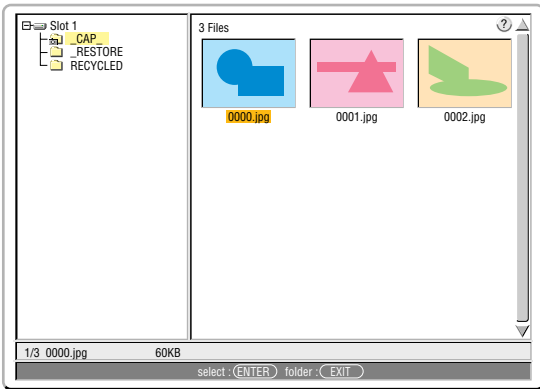 Slot 1
_CAP_
_RESTORE
RECYCLED
3 Files
?
0000.jpg 0001.jpg 0002.jpg
1/3 0000.jpg 60KB
select : ENTER folder : EXIT